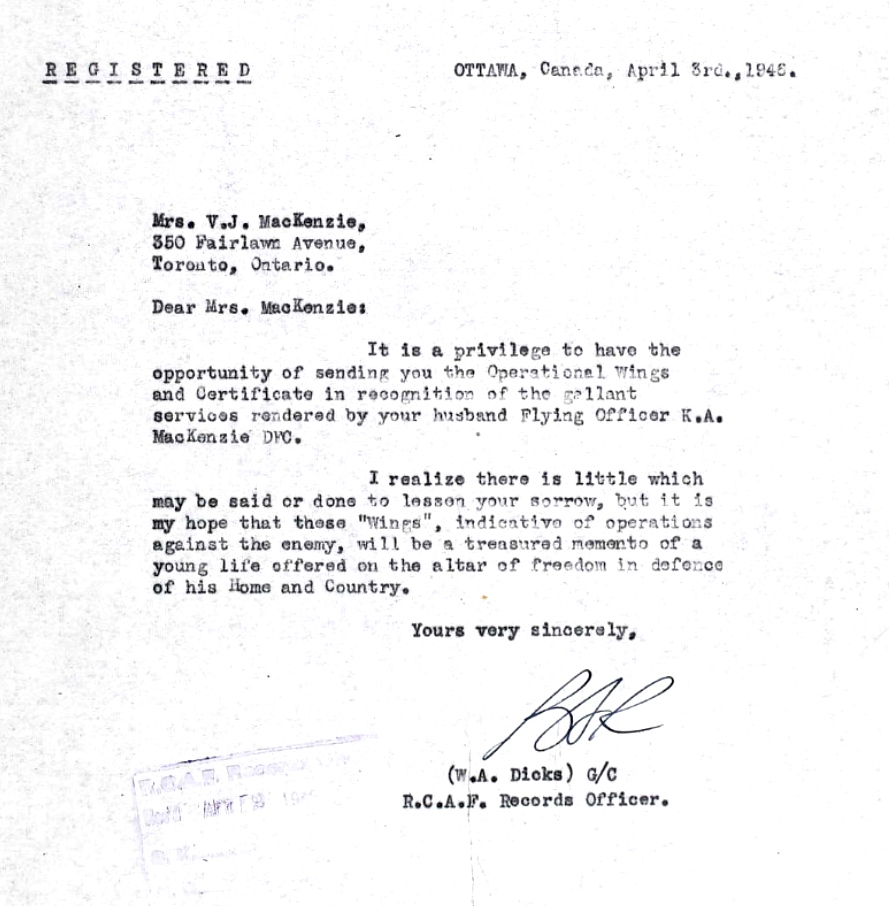 REGISTERED
OTTAWA, Canada, April 3rd.,1946.
Mrs. V.J. MacKenzie,
350 Fairlawn Avenue,
Toronto, Ontario.
Dear Mrs. MacKenzie:
It is a privilege to have the
opportunity of sending you the Operational Wings
and Certificate in recognition of the gallant
services rendered by your husband Flying Officer K.A.
MacKenzie DFC.
I realize there is little which
may be said or done to lessen your sorrow, but it is
my hope that these "Wings", indicative of operations
against the enemy, will be a treasured memento of a
young life offered on the altar of freedom in defence
of his Home and Country.
Yours very sincerely,
(W.A. Dicks) G/C
R.C.A.F. Records Officer.
R.C.A.F.